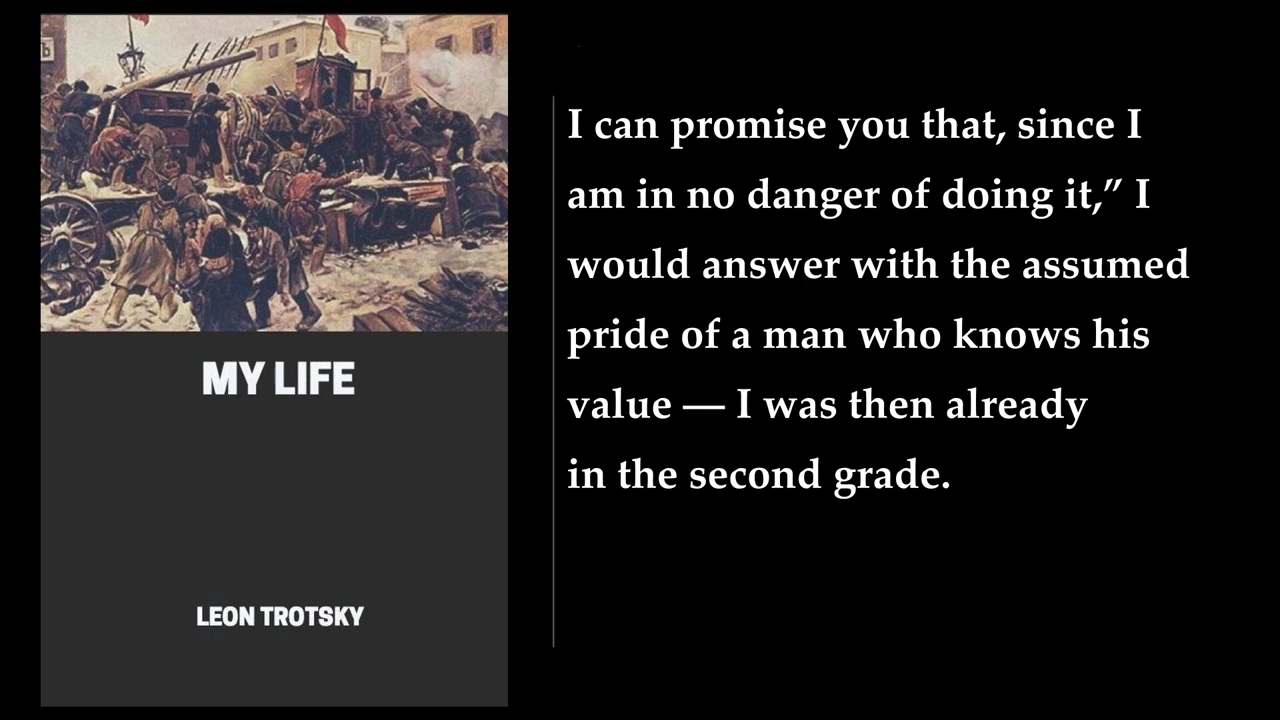 MY LIFE
LEON TROTSKY
I can promise you that, since I
am in no danger of doing it,” I
would answer with the assumed
pride of a man who knows his
value — I was then already
in the second grade.